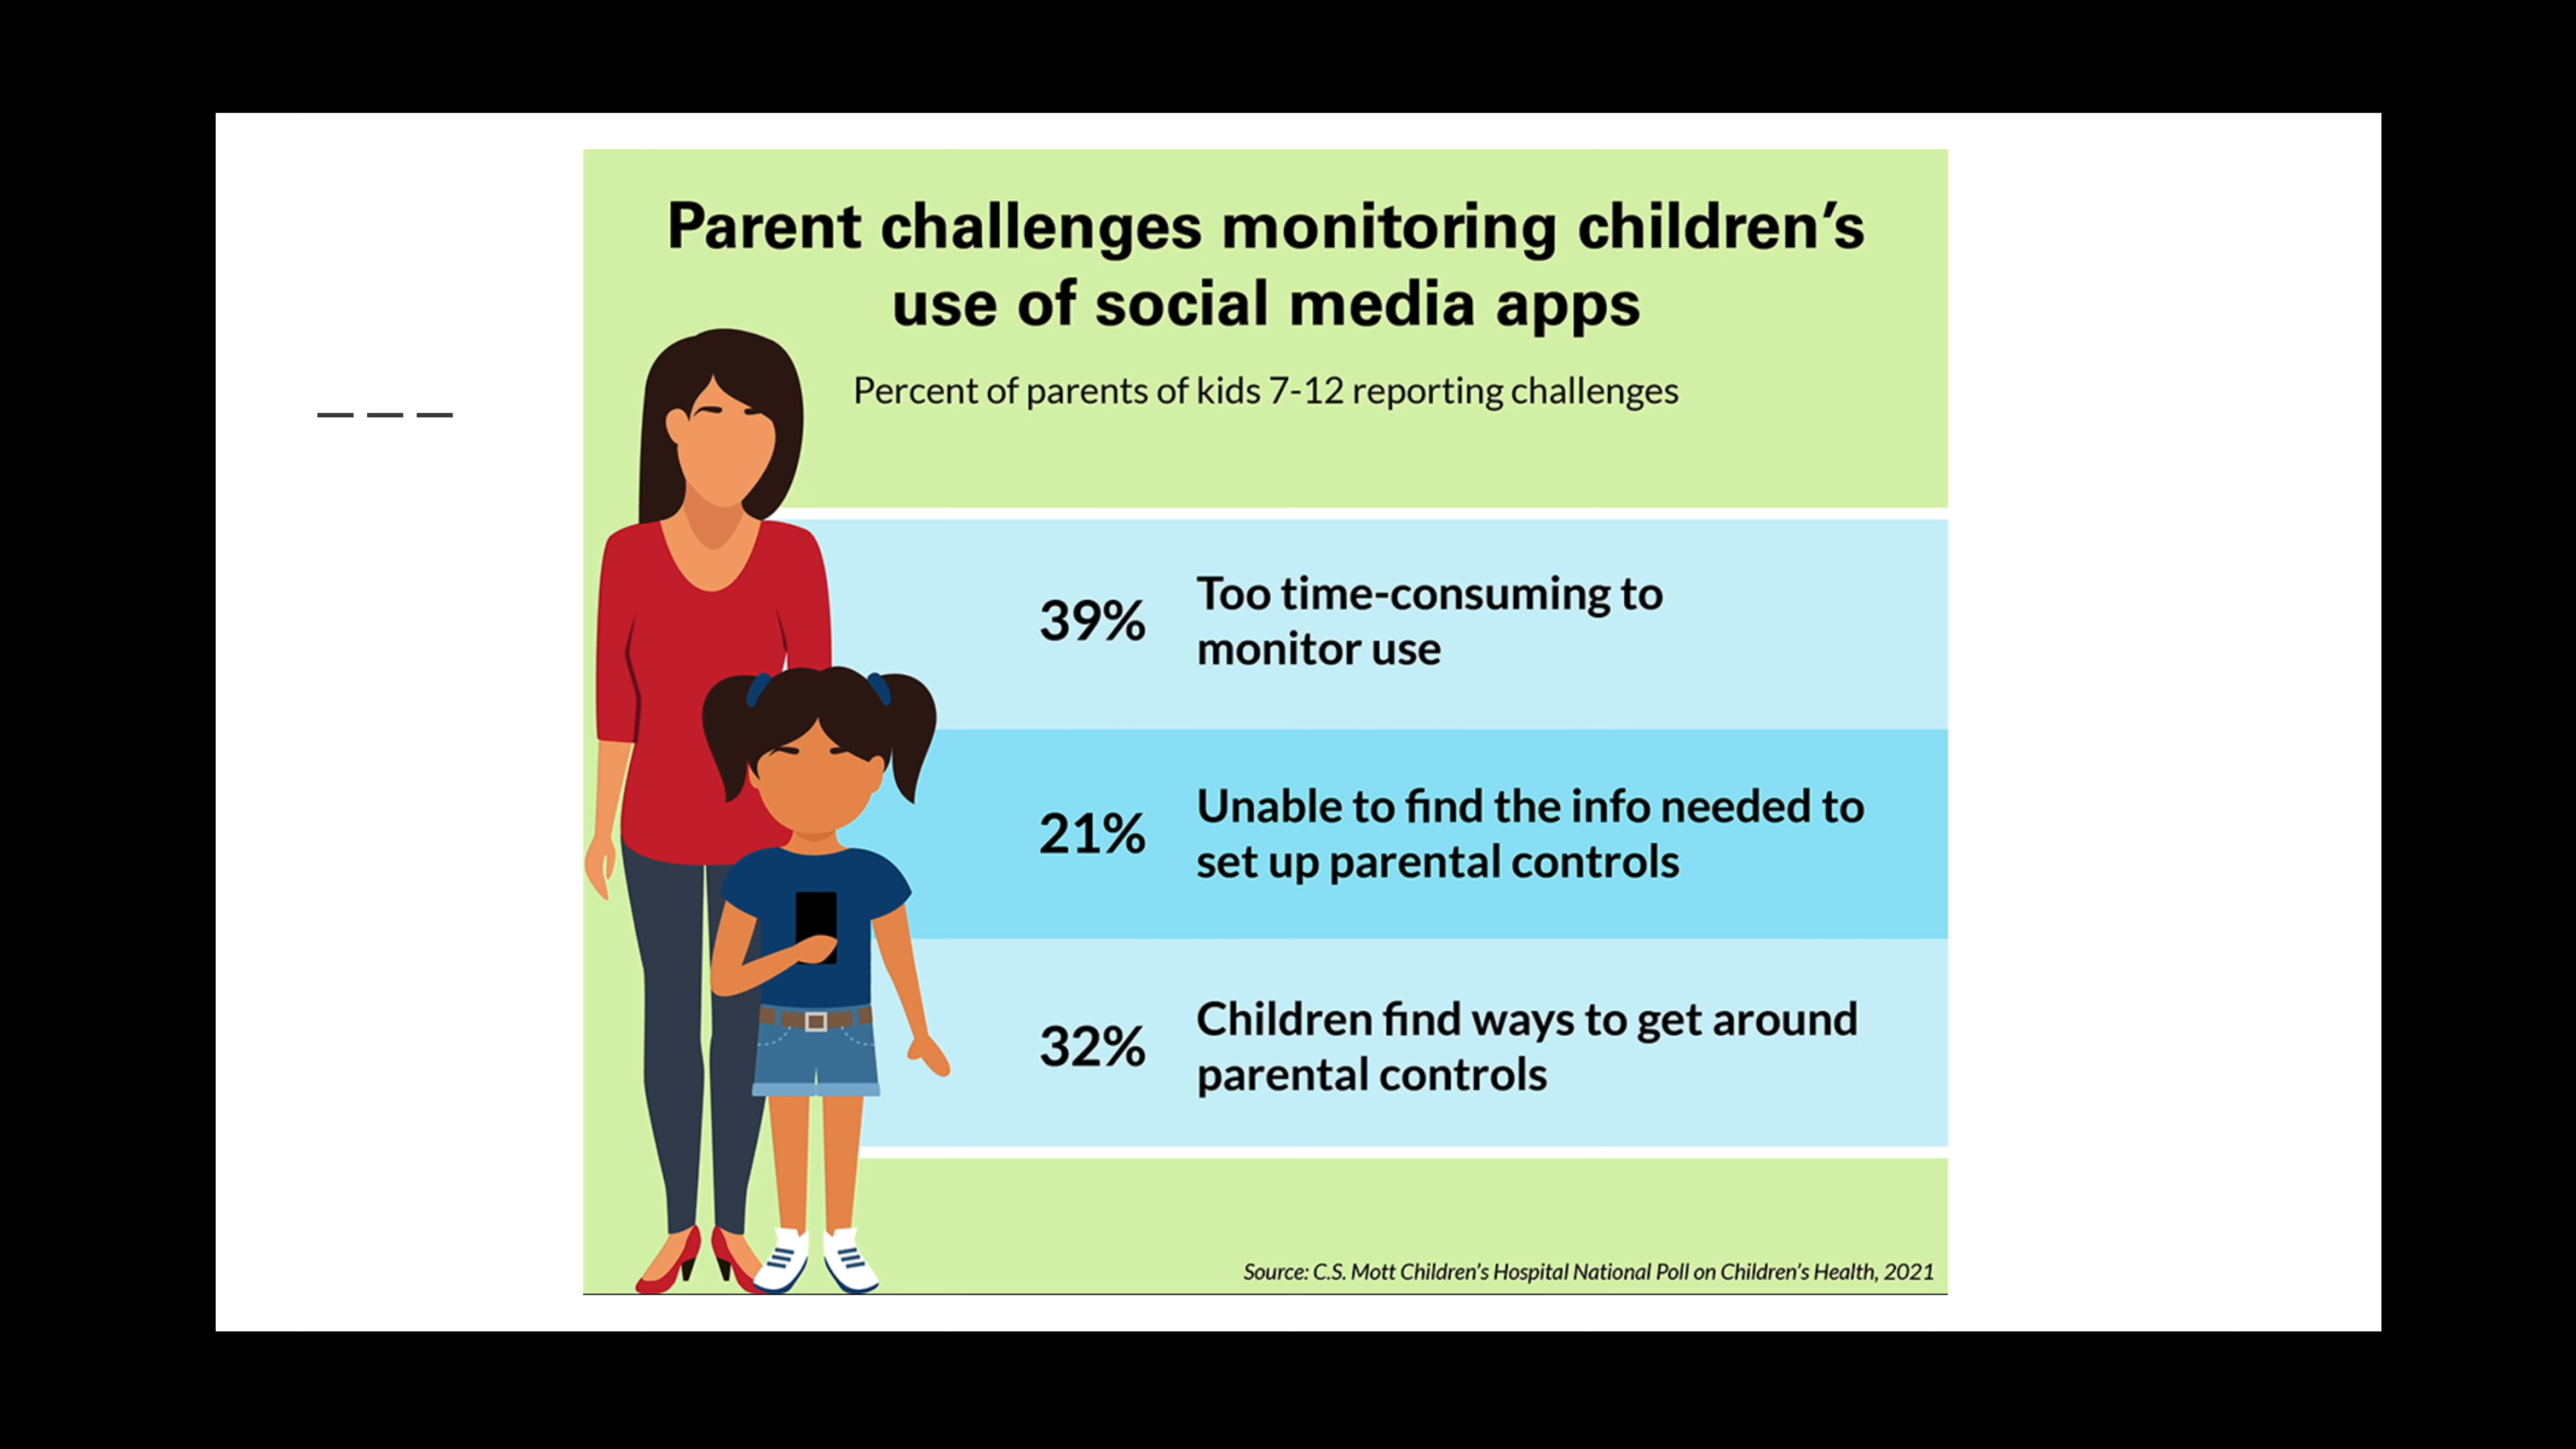 Parent challenges monitoring children’s
use of social media apps
Percent of parents of kids 7-12 reporting challenges
39%
Too time-consuming to
monitor use
21%
Unable to find the info needed to
set up parental controls
32%
Children find ways to get around
parental controls
Source: C.S. Mott Children’s Hospital National Poll on Children’s Health, 2021